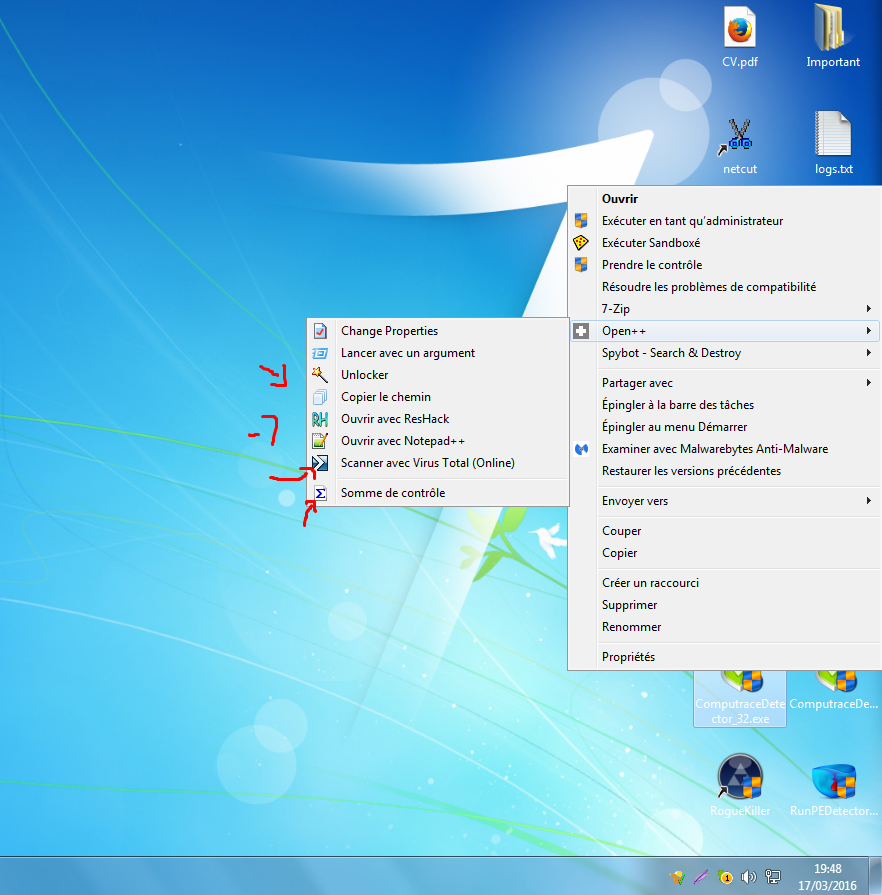 CV.pdf
Important
netcut
logs.txt
Ouvrir
Exécuter en tant qu'administrateur
Exécuter Sandboxé
Prendre le contrôle
Résoudre les problèmes de compatibilité
7-Zip
Open++
Spybot - Search & Destroy
Partager avec
Épingler à la barre des tâches
Épingler au menu Démarrer
Examiner avec Malwarebytes Anti-Malware
Restaurer les versions précédentes
Envoyer vers
Couper
Copier
Créer un raccourci
Supprimer
Renommer
Propriétés
Change Properties
Lancer avec un argument
Unlocker
Copier le chemin
RH Ouvrir avec ResHack
Ouvrir avec Notepad++
Scanner avec Virus Total (Online)
Σ Somme de contrôle
ComputraceDete
ctor_32.exe
ComputraceDe...
RogueKiller
RunPEDetector...
19:48
17/03/2016